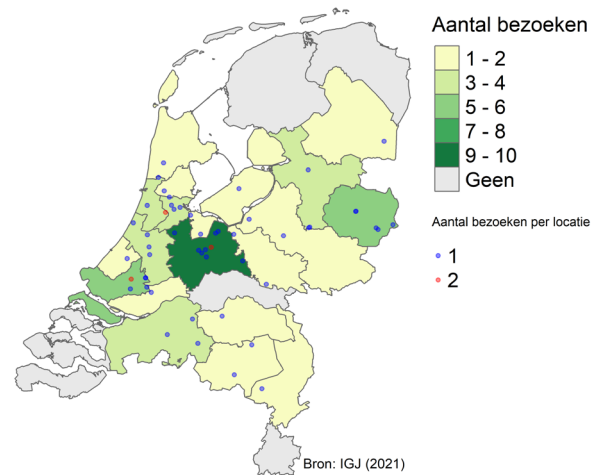 Aantal bezoeken
1 - 2
3 - 4
5 - 6
7 - 8
9 - 10
Geen
Aantal bezoeken per locatie
1
2
Bron: IGJ (2021)